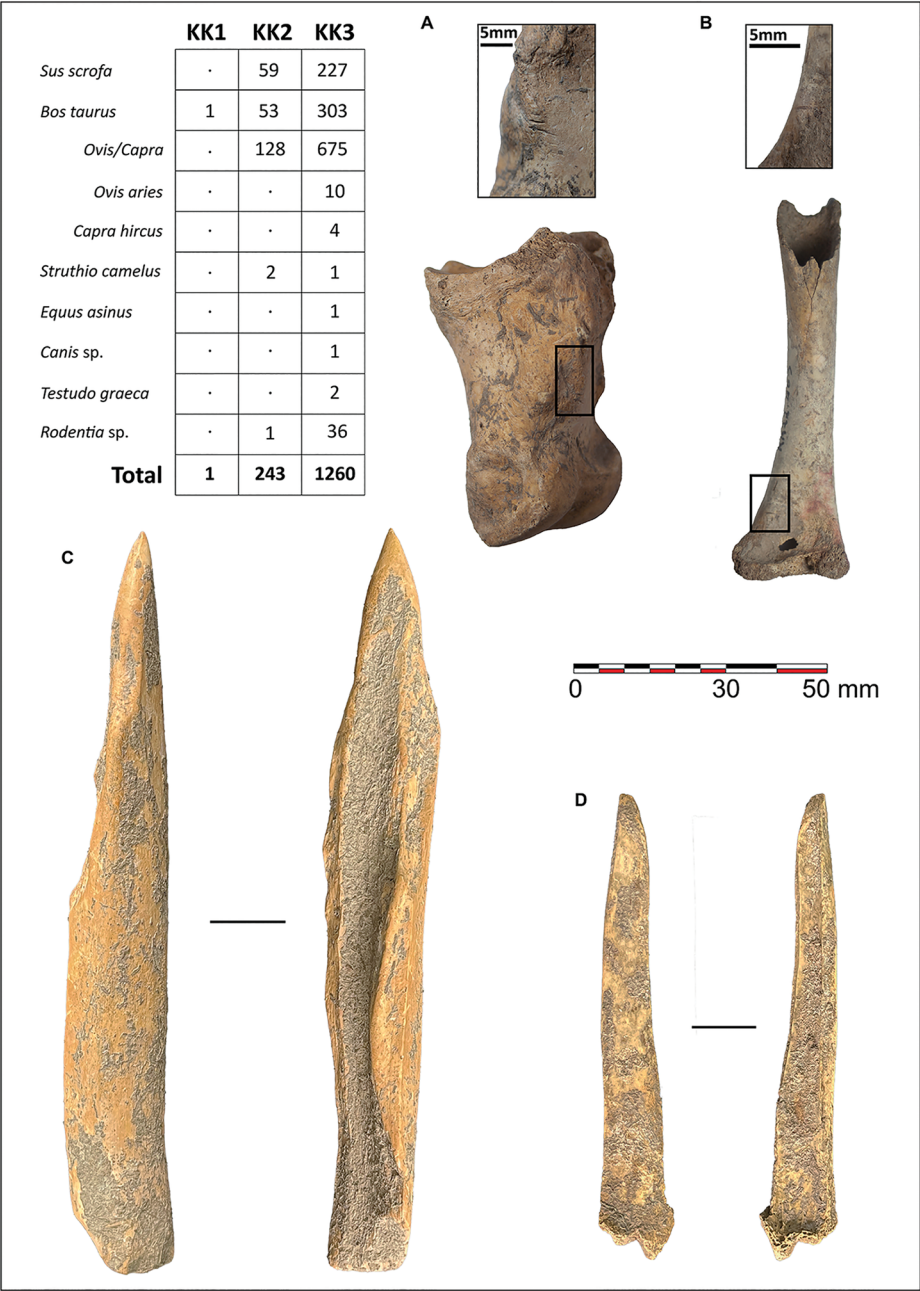 KK1 KK2 KK3
Sus scrofa · 59 227
Bos taurus 1 53 303
Ovis/Capra · 128 675
Ovis aries · · 10
Capra hircus · · 4
Struthio camelus · 2 1
Equus asinus · · 1
Canis sp. · · 1
Testudo graeca · · 2
Rodentia sp. · 1 36
Total 1 243 1260
A
5mm
B
5mm
C
0 30 50 mm
D